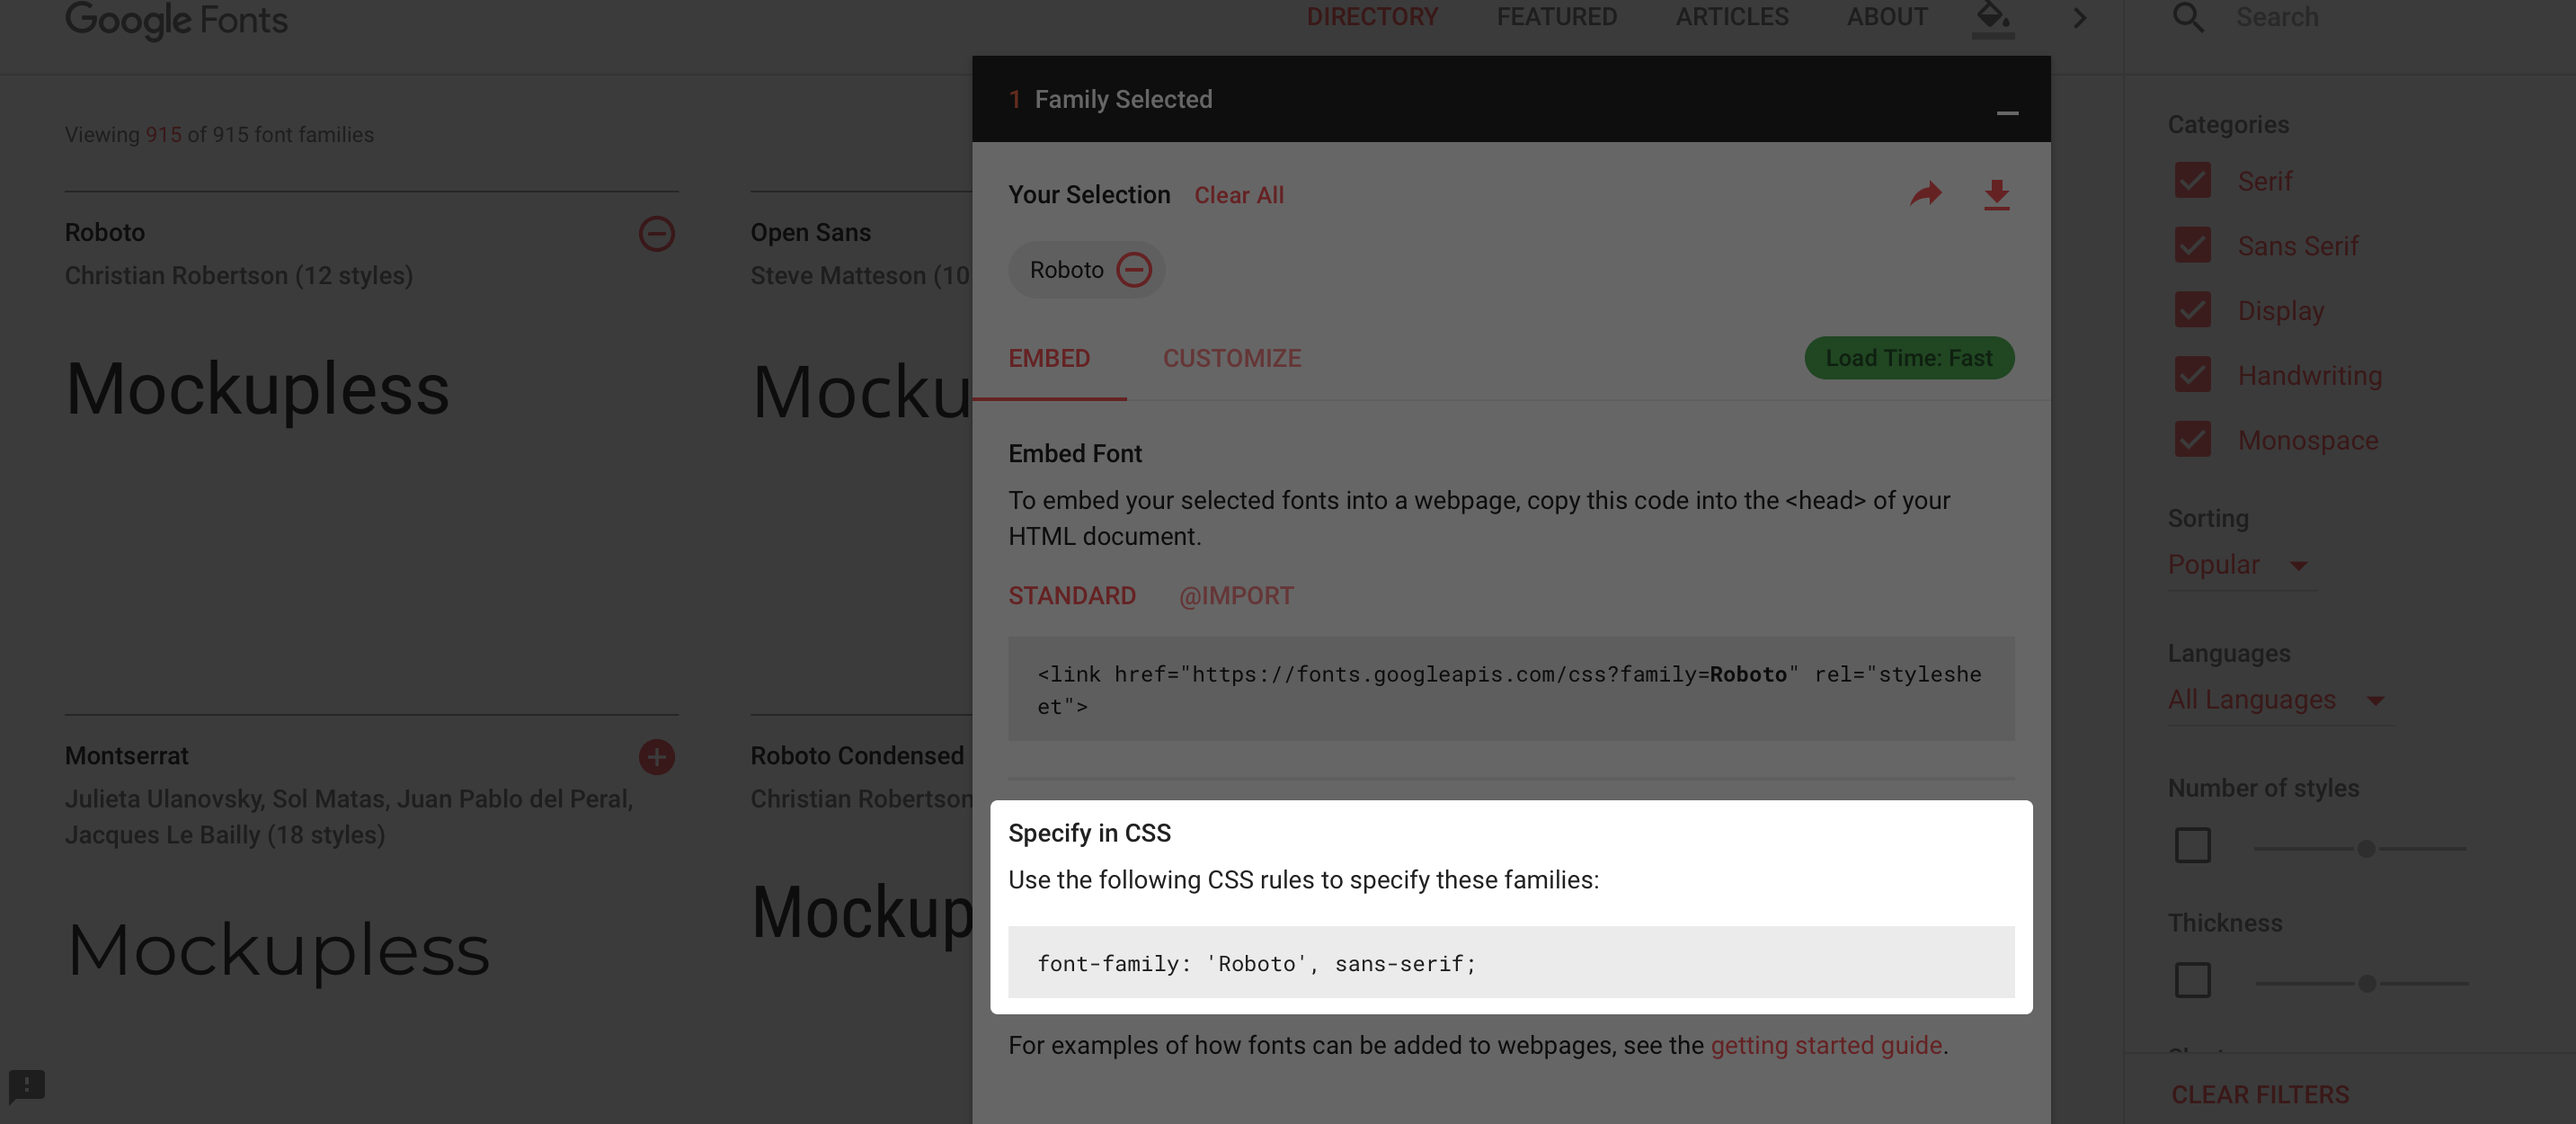 Google Fonts
DIRECTORY
FEATURED
ARTICLES
ABOUT
Search
Viewing 915 of 915 font families
Roboto
Christian Robertson (12 styles)
Mockupless
Open Sans
Steve Matteson (10
Mocku
Montserrat
Julieta Ulanovsky, Sol Matas, Juan Pablo del Peral,
Jacques Le Bailly (18 styles)
Mockupless
Roboto Condensed
Christian Robertson
Mockup
1 Family Selected
Your Selection Clear All
Roboto
EMBED
CUSTOMIZE
Load Time: Fast
Embed Font
To embed your selected fonts into a webpage, copy this code into the <head> of your
HTML document.
STANDARD
@IMPORT
<link href="https://fonts.googleapis.com/css?family=Roboto" rel="styleshe
et">
Specify in CSS
Use the following CSS rules to specify these families:
font-family: 'Roboto', sans-serif;
For examples of how fonts can be added to webpages, see the getting started guide.
Categories
Serif
Sans Serif
Display
Handwriting
Monospace
Sorting
Popular
Languages
All Languages
Number of styles
Thickness
CLEAR FILTERS